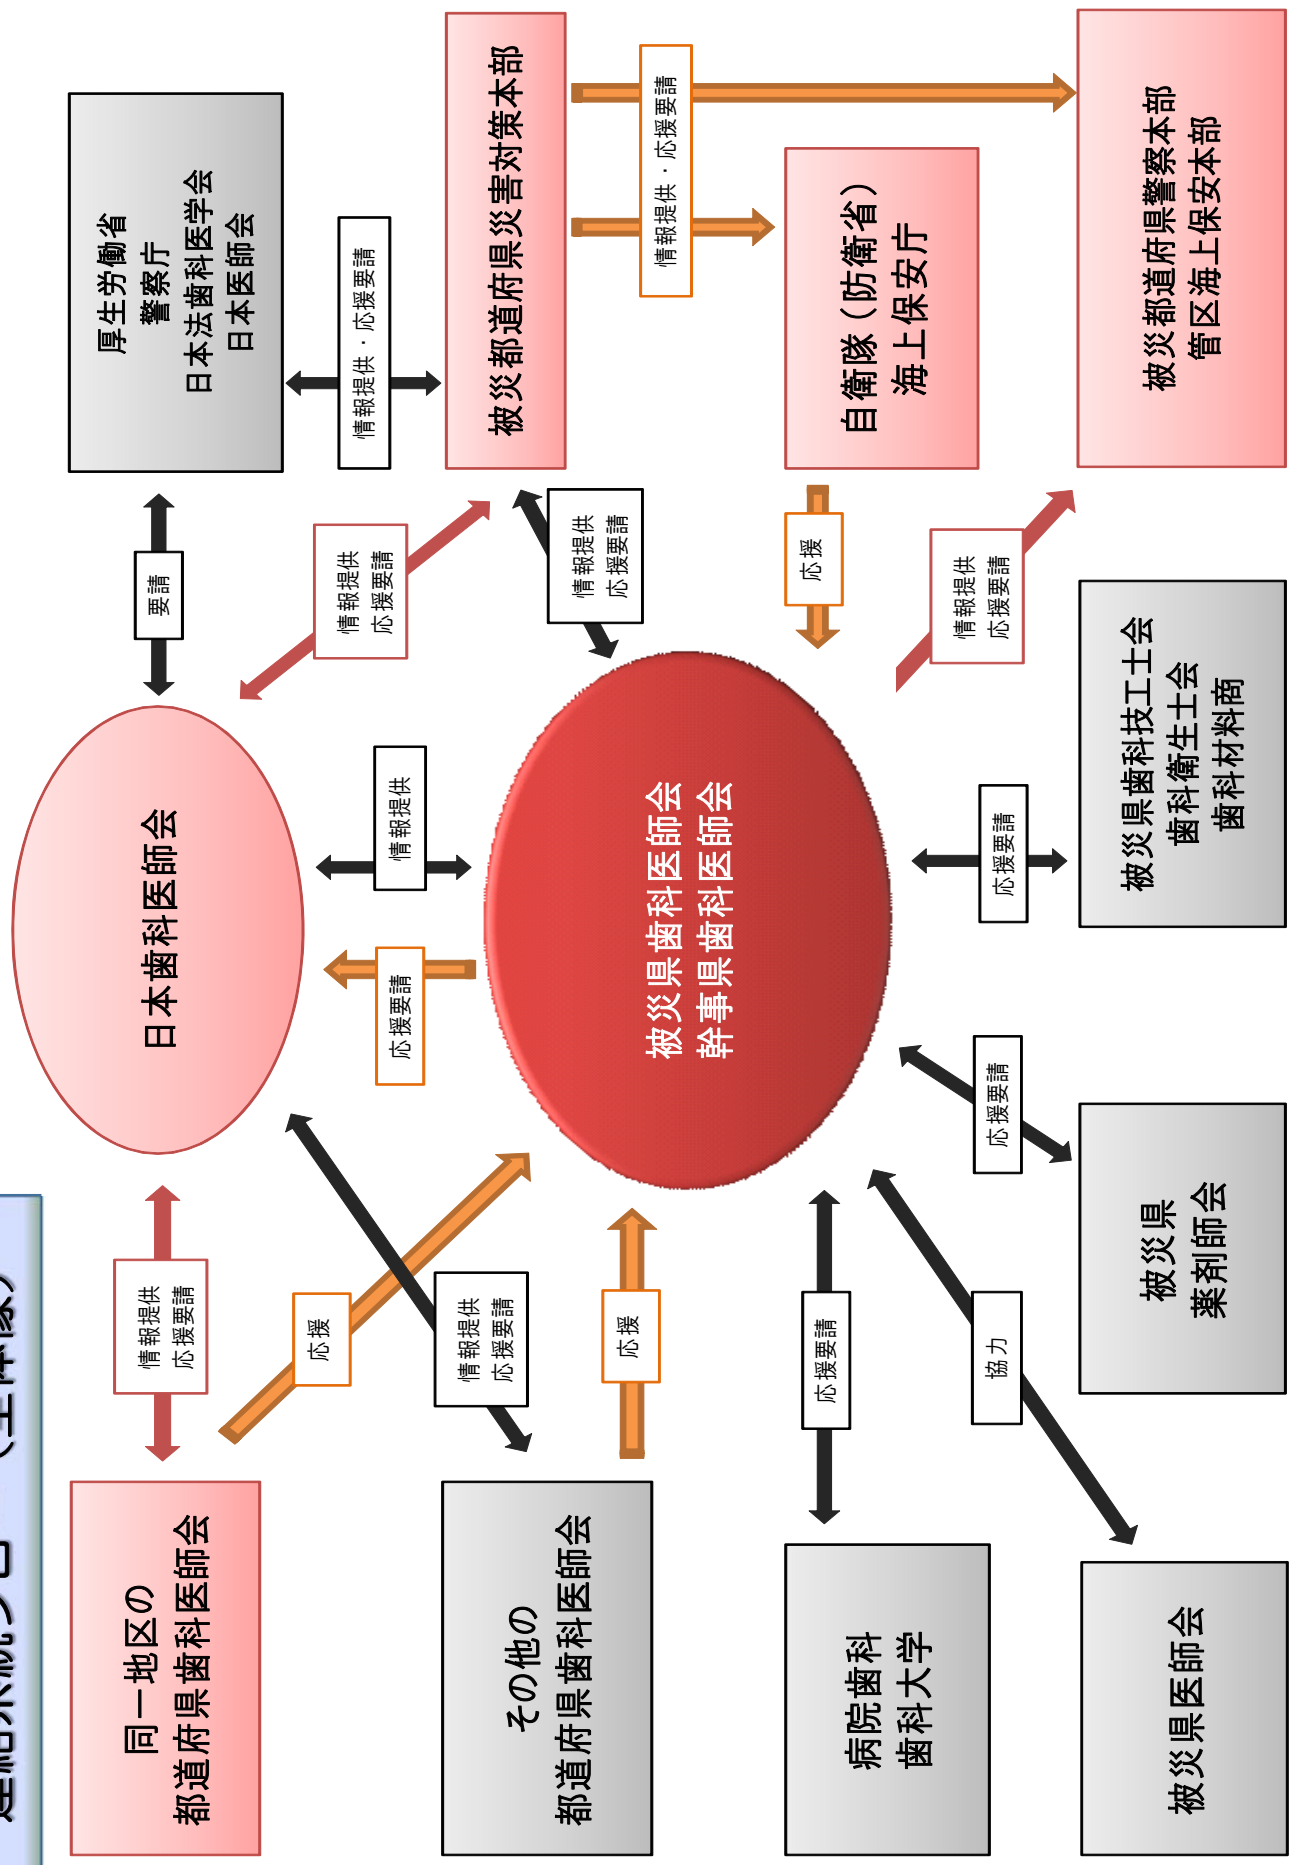 連絡系統フロー（全体像）
同一地区の
都道府県歯科医師会
情報提供
応援要請
日本歯科医師会
要請
厚生労働省
警察庁
日本法歯科医学会
日本医師会
応援
応援要請
情報提供
情報提供
応援要請
情報提供・応援要請
その他の
都道府県歯科医師会
情報提供
応援要請
応援
被災県歯科医師会
幹事県歯科医師会
情報提供
応援要請
被災都道府県災害対策本部
情報提供・応援要請
病院歯科
歯科大学
応援要請
応援
自衛隊（防衛省）
海上保安庁
協力
応援要請
応援要請
情報提供
応援要請
被災県医師会
被災県
薬剤師会
被災県歯科技工士会
歯科衛生士会
歯科材料商
被災都道府県警察本部
管区海上保安本部